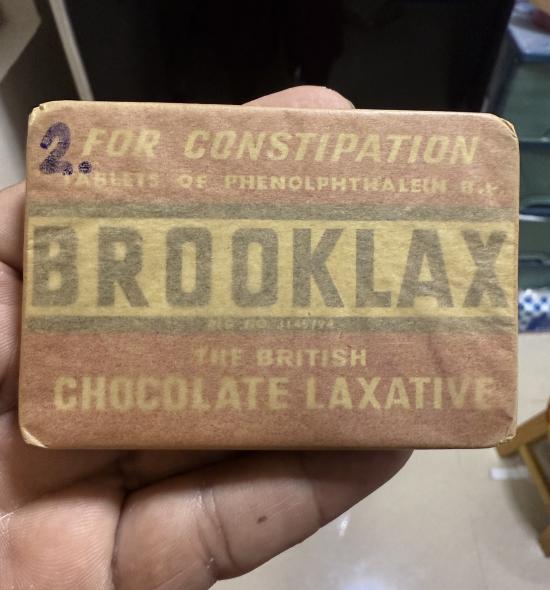 2. FOR CONSTIPATION
TABLETS OF PHENOLPHTHALEIN B.P.
BROOKLAX
THE BRITISH
CHOCOLATE LAXATIVE